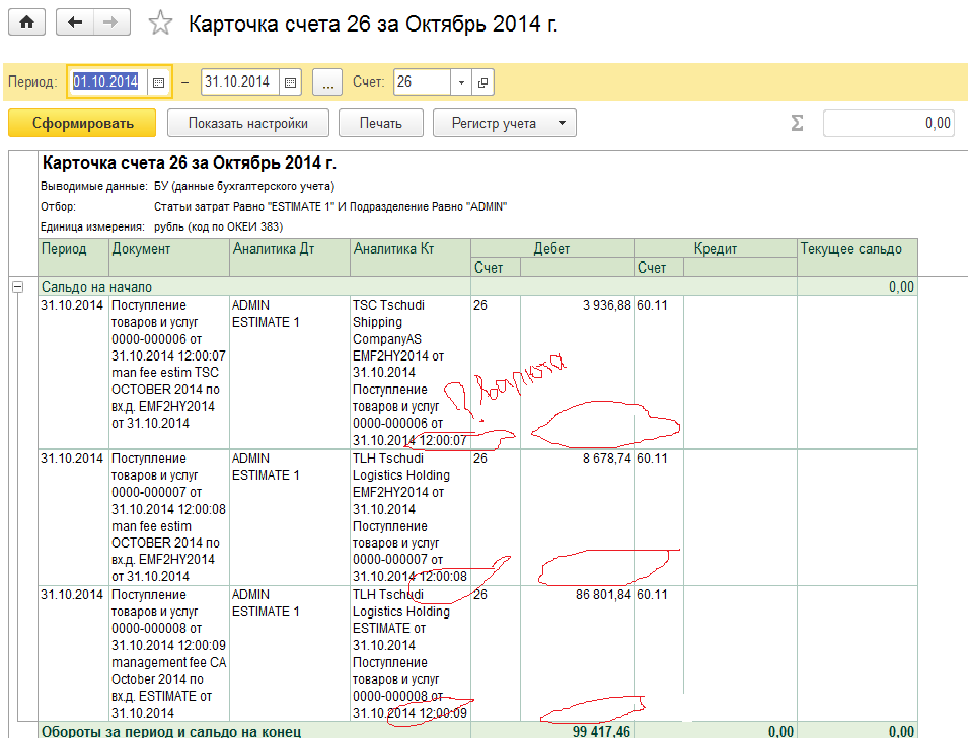 Карточка счета 26 за Октябрь 2014 г.
Период: 01.10.2014 – 31.10.2014 ... Счет: 26
Сформировать Показать настройки Печать Регистр учета Σ 0,00
Карточка счета 26 за Октябрь 2014 г.
Выводимые данные: БУ (данные бухгалтерского учета)
Отбор: Статьи затрат Равно "ESTIMATE 1" И Подразделение Равно "ADMIN"
Единица измерения: рубль (код по ОКЕИ 383)
Период Документ Аналитика Дт Аналитика Кт Дебет Кредит Текущее сальдо
Счет Счет
Сальдо на начало 0,00
31.10.2014 Поступление ADMIN TSC Tschudi 26 3 936,88 60.11
товаров и услуг ESTIMATE 1 Shipping
0000-000006 от CompanyAS
31.10.2014 12:00:07 EMF2HY2014 от
man fee estim TSC 31.10.2014
OCTOBER 2014 по Поступление
вх.д. EMF2HY2014 товаров и услуг
от 31.10.2014 0000-000006 от
31.10.2014 12:00:07
? Валюта
31.10.2014 Поступление ADMIN TLH Tschudi 26 8 678,74 60.11
товаров и услуг ESTIMATE 1 Logistics Holding
0000-000007 от EMF2HY2014 от
31.10.2014 12:00:08 31.10.2014
man fee estim Поступление
OCTOBER 2014 по товаров и услуг
вх.д. EMF2HY2014 0000-000007 от
от 31.10.2014 31.10.2014 12:00:08
31.10.2014 Поступление ADMIN TLH Tschudi 26 86 801,84 60.11
товаров и услуг ESTIMATE 1 Logistics Holding
0000-000008 от ESTIMATE от
31.10.2014 12:00:09 31.10.2014
management fee CA Поступление
October 2014 по товаров и услуг
вх.д. ESTIMATE от 0000-000008 от
31.10.2014 31.10.2014 12:00:09
Обороты за период и сальдо на конец 99 417,46 0,00 0,00